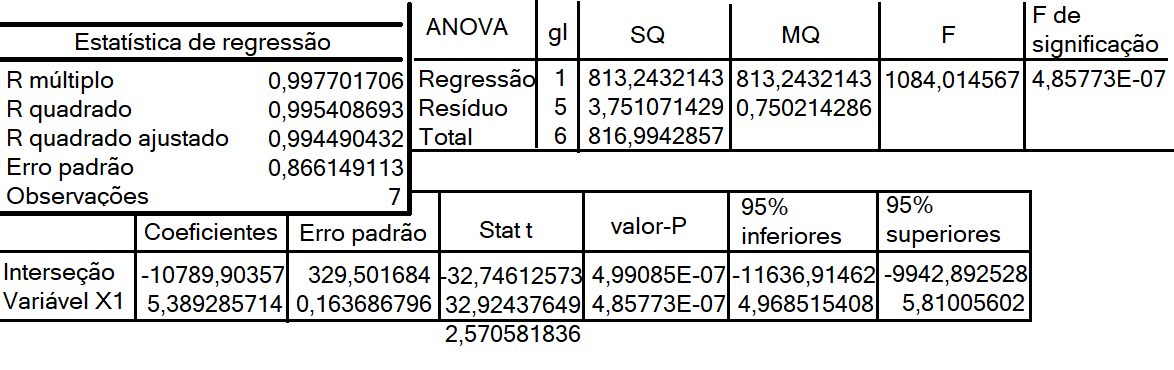 Estatística de regressão
R múltiplo 0,997701706
R quadrado 0,995408693
R quadrado ajustado 0,994490432
Erro padrão 0,866149113
Observações 7
ANOVA gl SQ MQ F F de significação
Regressão 1 813,2432143 813,2432143 1084,014567 4,85773E-07
Resíduo 5 3,751071429 0,750214286
Total 6 816,9942857
Coeficientes Erro padrão Stat t valor-P 95% inferiores 95% superiores
Interseção -10789,90357 329,501684 -32,74612573 4,99085E-07 -11636,91462 -9942,892528
Variável X1 5,389285714 0,163686796 32,92437649 4,85773E-07 4,968515408 5,81005602
2,570581836